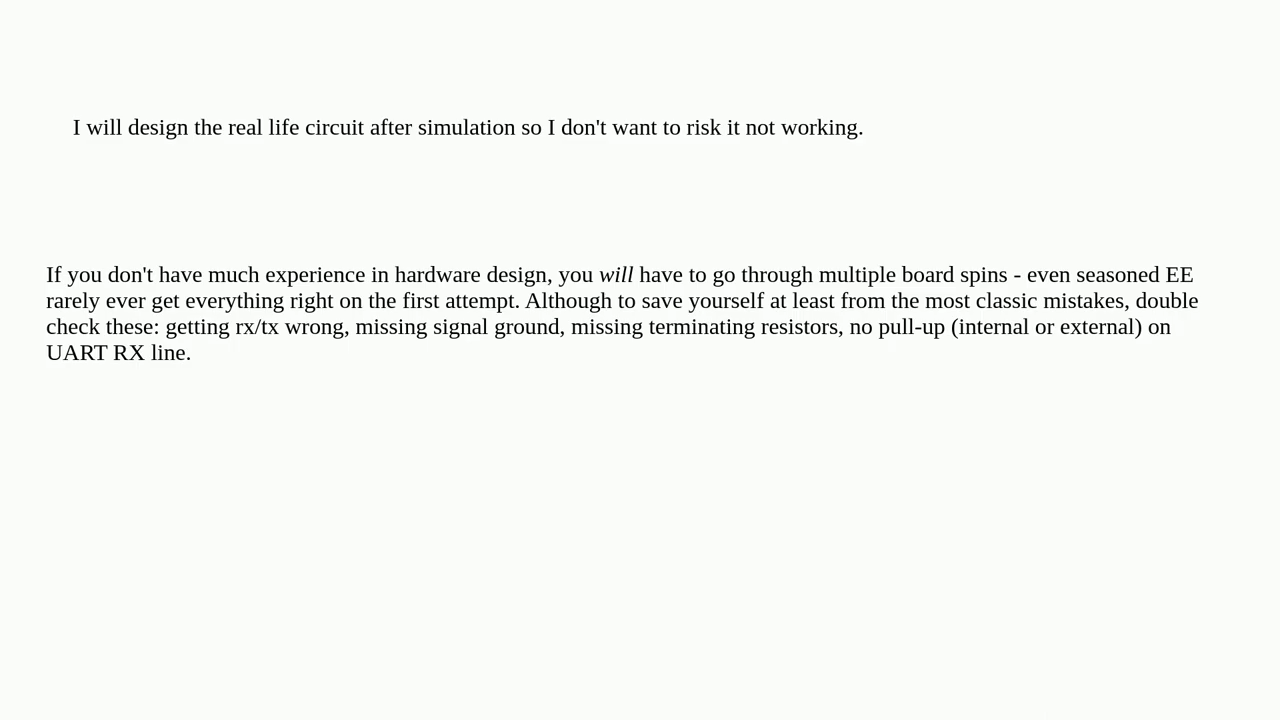 I will design the real life circuit after simulation so I don't want to risk it not working.
If you don't have much experience in hardware design, you will have to go through multiple board spins - even seasoned EE
rarely ever get everything right on the first attempt. Although to save yourself at least from the most classic mistakes, double
check these: getting rx/tx wrong, missing signal ground, missing terminating resistors, no pull-up (internal or external) on
UART RX line.